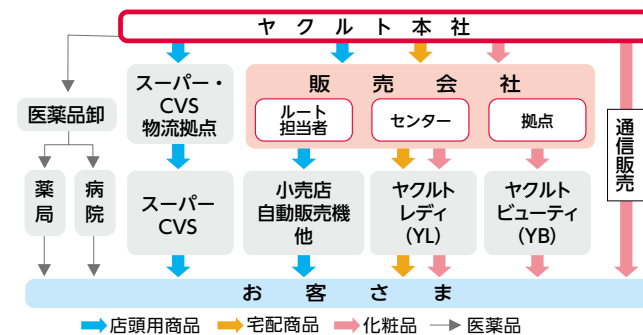 ヤクルト本社
販売会社
スーパー・
CVS
物流拠点
ルート
担当者
センター
拠点
医薬品卸
通信販売
薬局
病院
スーパー
CVS
小売店
自動販売機
他
ヤクルト
レディ
(YL)
ヤクルト
ビューティ
(YB)
お客さま
店頭用商品
宅配商品
化粧品
医薬品